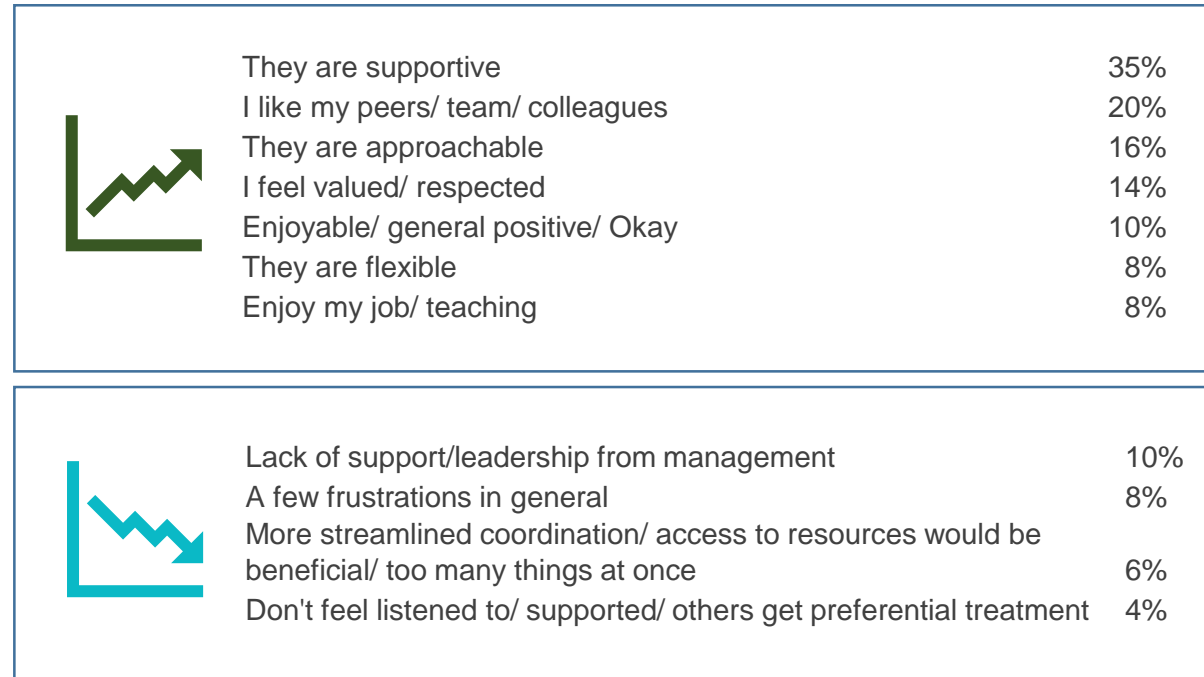 They are supportive 35%
I like my peers/ team/ colleagues 20%
They are approachable 16%
I feel valued/ respected 14%
Enjoyable/ general positive/ Okay 10%
They are flexible 8%
Enjoy my job/ teaching 8%
Lack of support/leadership from management 10%
A few frustrations in general 8%
More streamlined coordination/ access to resources would be
beneficial/ too many things at once 6%
Don't feel listened to/ supported/ others get preferential treatment 4%